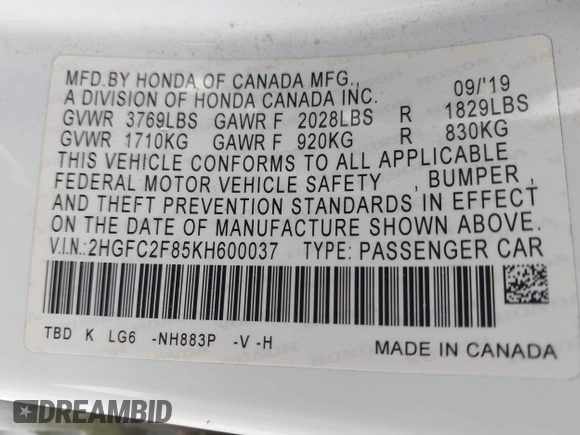 MFD.BY HONDA OF CANADA MFG.,
A DIVISION OF HONDA CANADA INC. 09/'19
GVWR 3769LBS GAWR F 2028LBS R 1829LBS
GVWR 1710KG GAWR F 920KG R 830KG
THIS VEHICLE CONFORMS TO ALL APPLICABLE
FEDERAL MOTOR VEHICLE SAFETY , BUMPER ,
AND THEFT PREVENTION STANDARDS IN EFFECT
ON THE DATE OF MANUFACTURE SHOWN ABOVE.
V.I.N.:2HGFC2F85KH600037 TYPE: PASSENGER CAR
TBD K LG6 -NH883P -V -H
MADE IN CANADA
DREAMBID